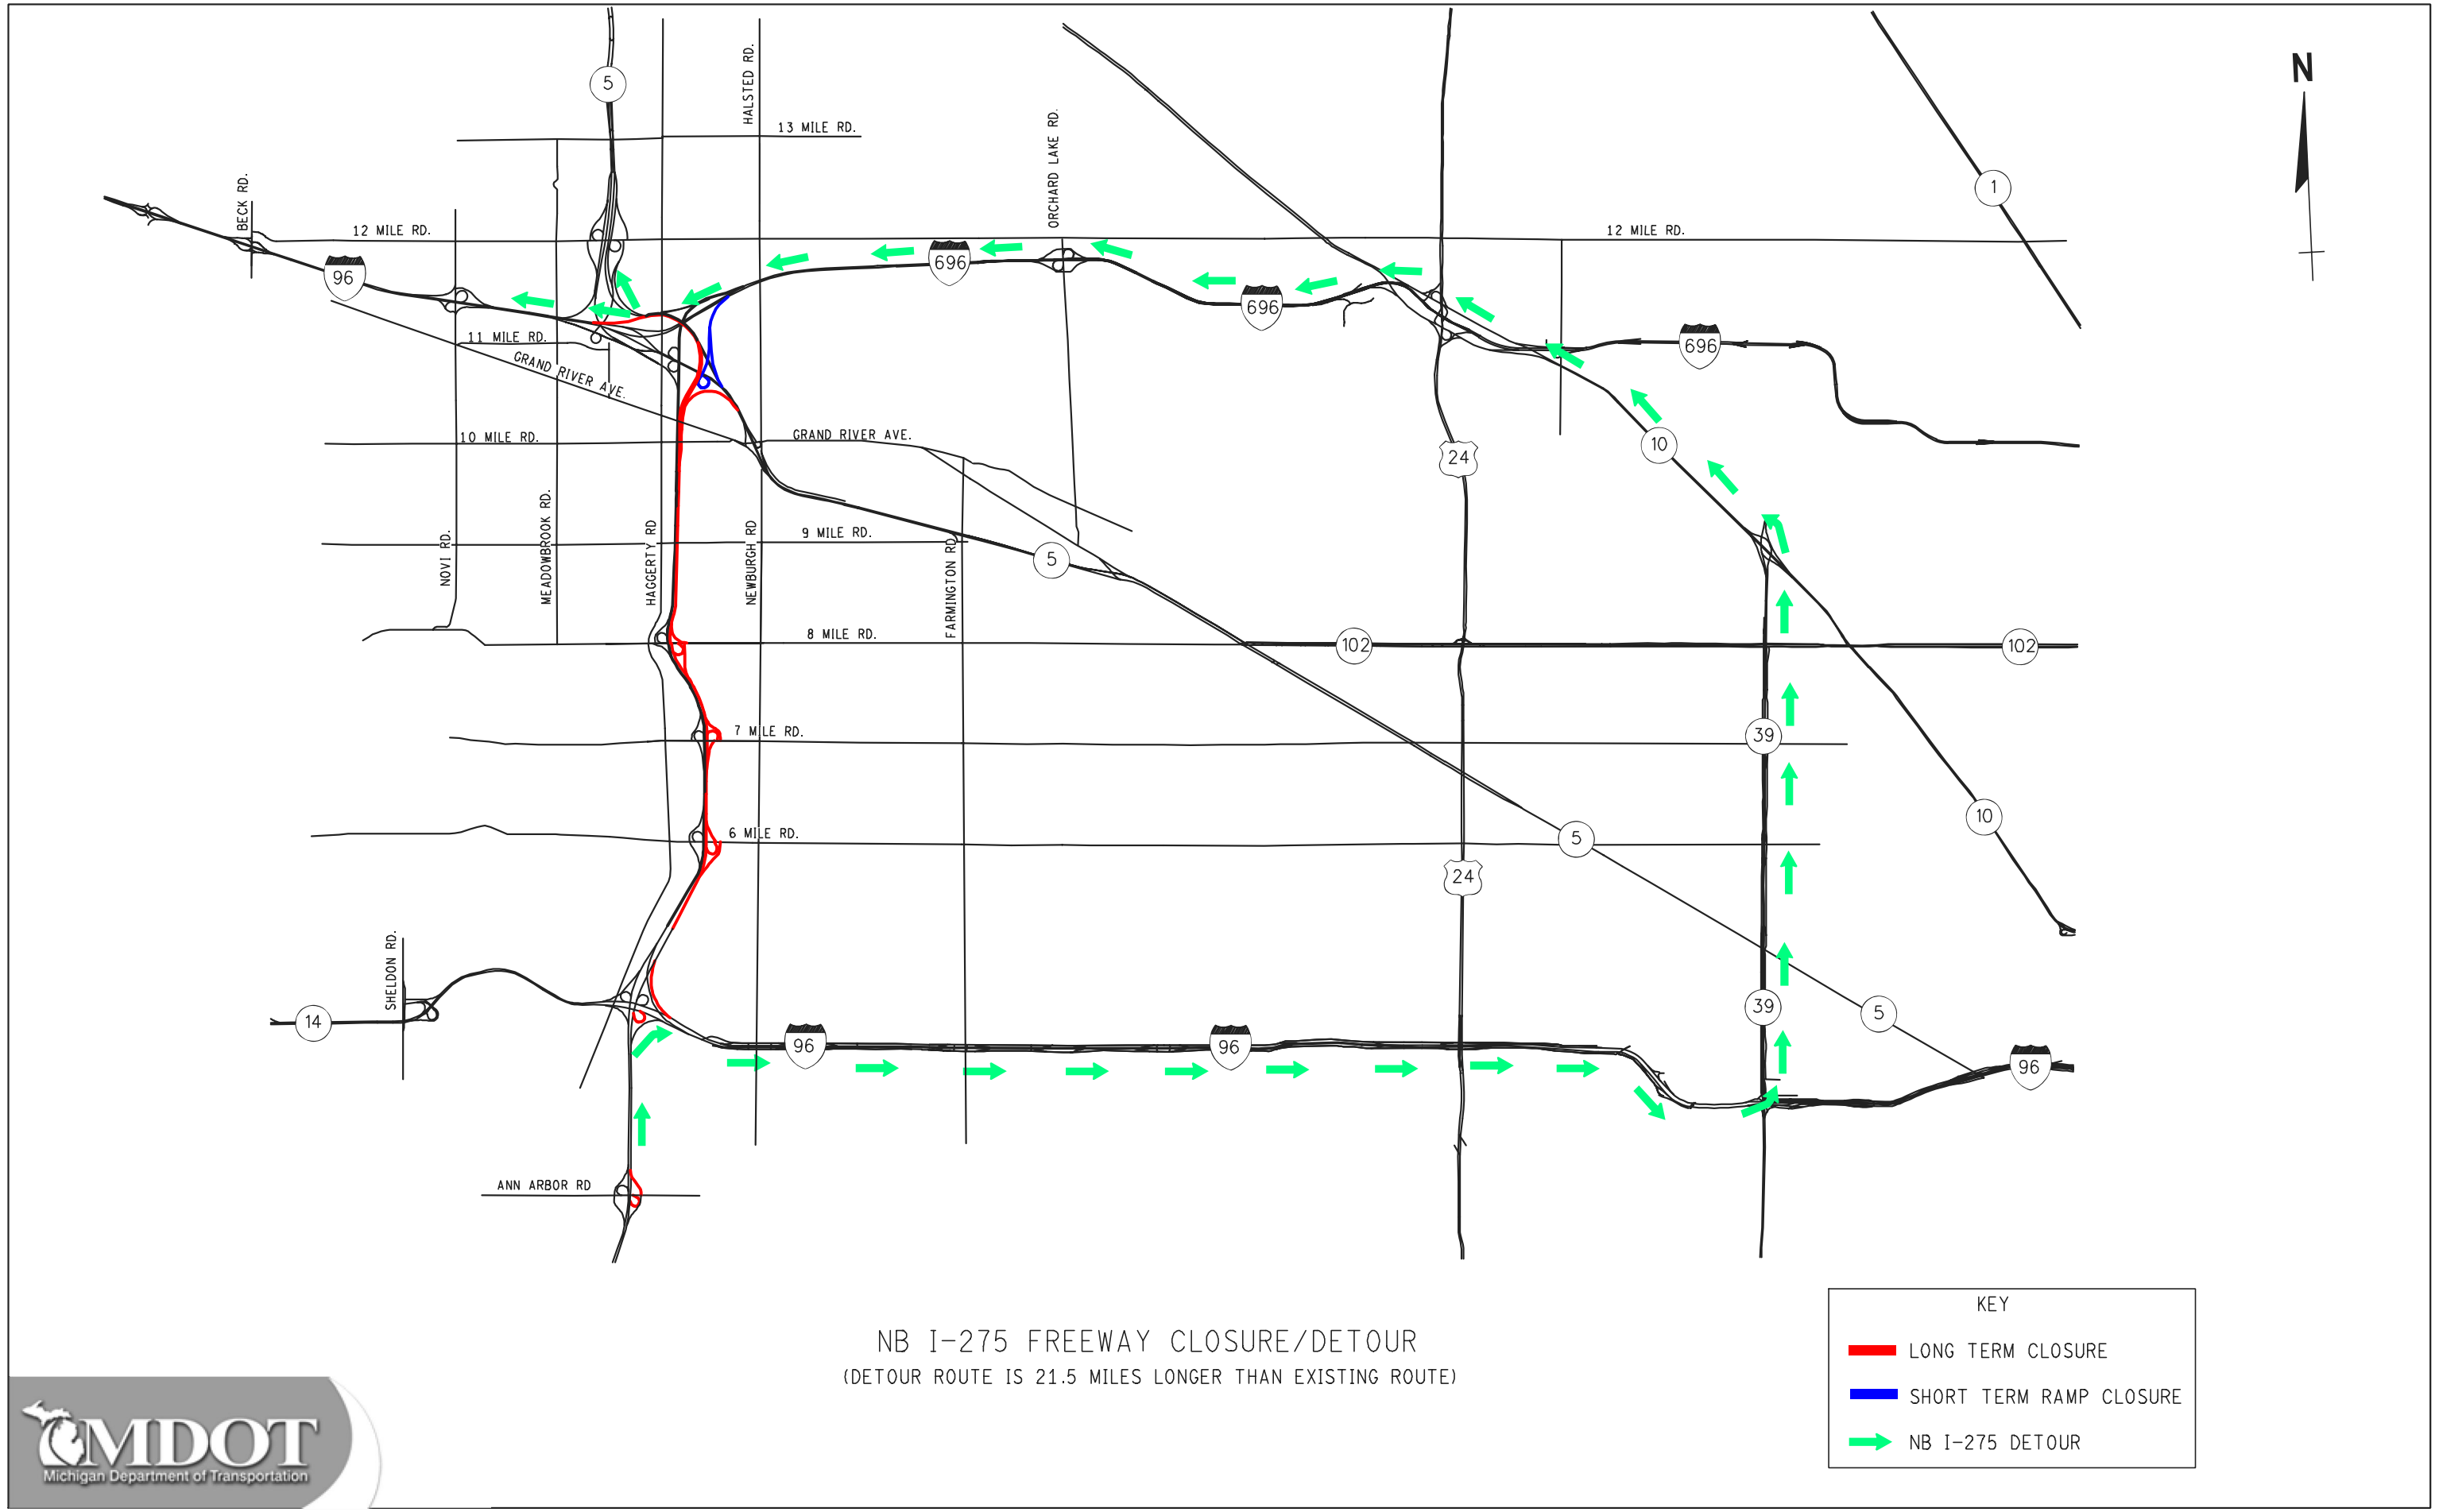 N
5
HALSTED RD.
13 MILE RD.
ORCHARD LAKE RD.
1
BECK RD.
12 MILE RD.
12 MILE RD.
96
696
696
696
11 MILE RD.
GRAND RIVER AVE.
10 MILE RD.
GRAND RIVER AVE.
24
10
NOVI RD.
MEADOWBROOK RD.
HAGGERTY RD
NEWBURGH RD
9 MILE RD.
FARMINGTON RD.
5
8 MILE RD.
102
102
7 MILE RD.
39
6 MILE RD.
5
10
24
SHELDON RD.
14
96
96
39
5
96
ANN ARBOR RD
NB I-275 FREEWAY CLOSURE/DETOUR
(DETOUR ROUTE IS 21.5 MILES LONGER THAN EXISTING ROUTE)
KEY
LONG TERM CLOSURE
SHORT TERM RAMP CLOSURE
NB I-275 DETOUR
MDOT
Michigan Department of Transportation